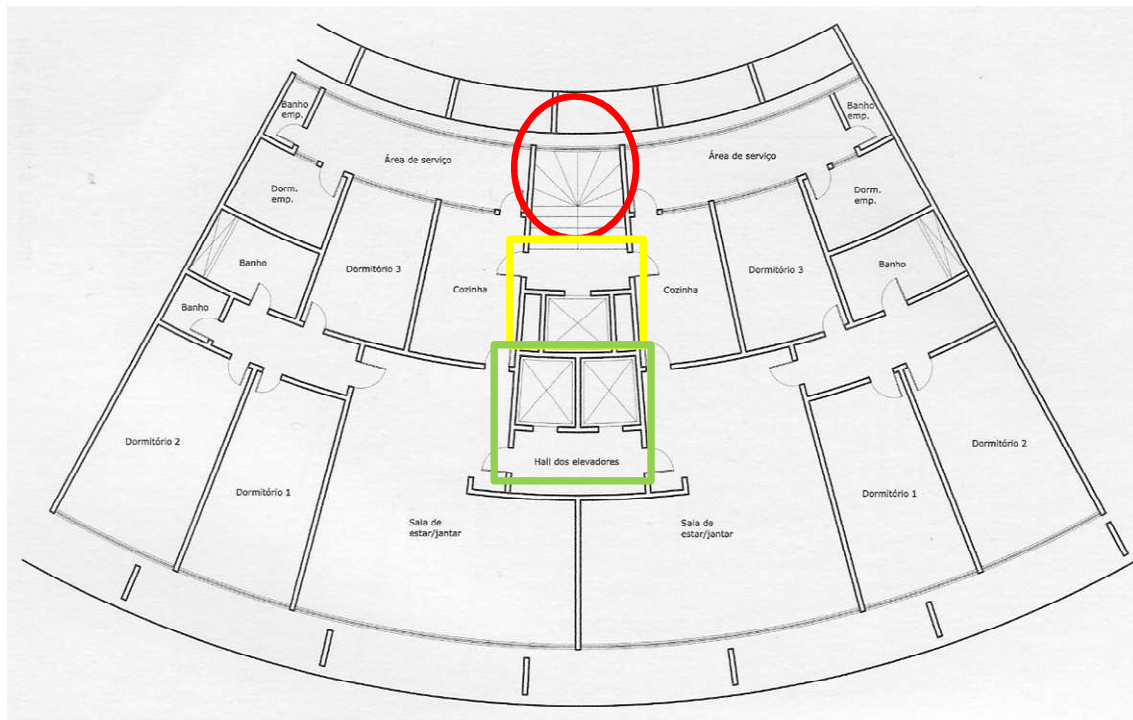 Banho
emp.
Banho
emp.
Área de serviço
Área de serviço
Dorm.
emp.
Dorm.
emp.
Banho
Dormitório 3
Dormitório 3
Banho
Cozinha
Cozinha
Banho
Dormitório 2
Dormitório 1
Hall dos elevadores
Dormitório 2
Dormitório 1
Sala de
estar/jantar
Sala de
estar/jantar